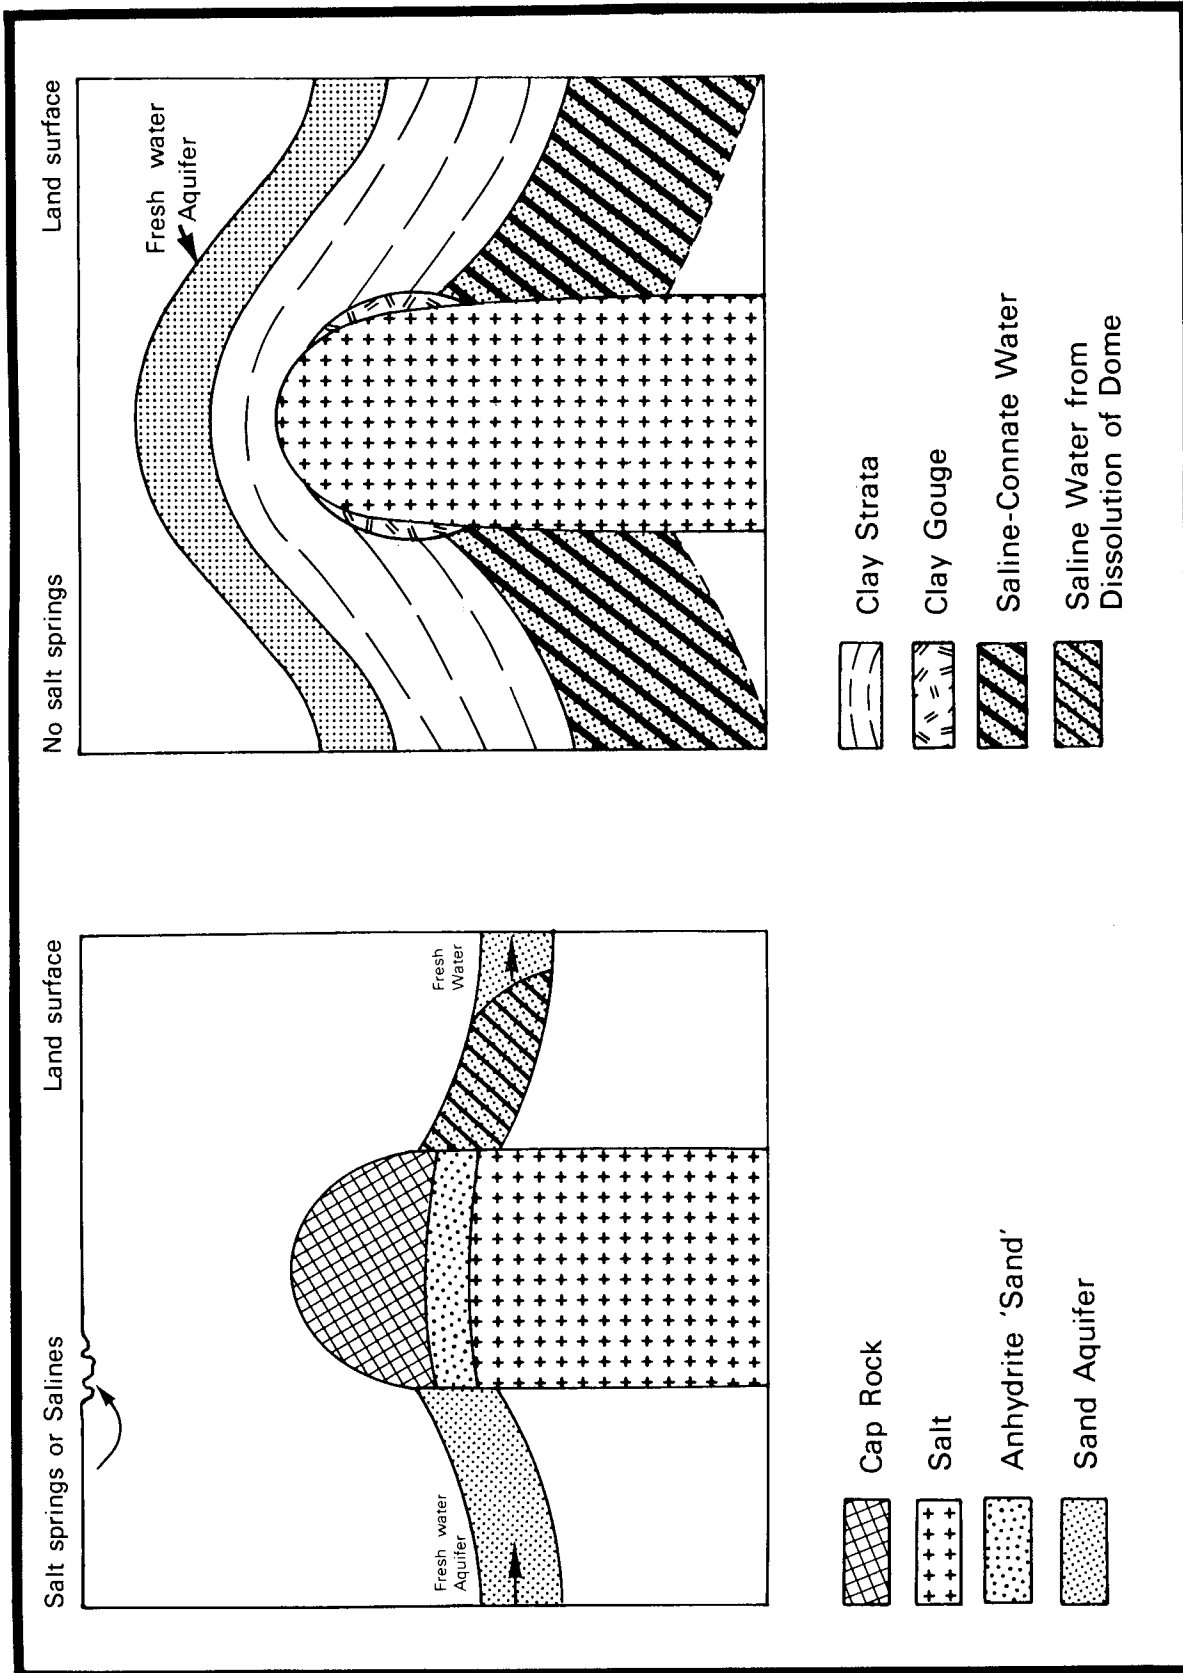 Salt springs or Salines
Land surface
Fresh water
Aquifer
Fresh
Water
No salt springs
Land surface
Fresh water
Aquifer
Cap Rock
Salt
Anhydrite 'Sand'
Sand Aquifer
Clay Strata
Clay Gouge
Saline-Connate Water
Saline Water from
Dissolution of Dome